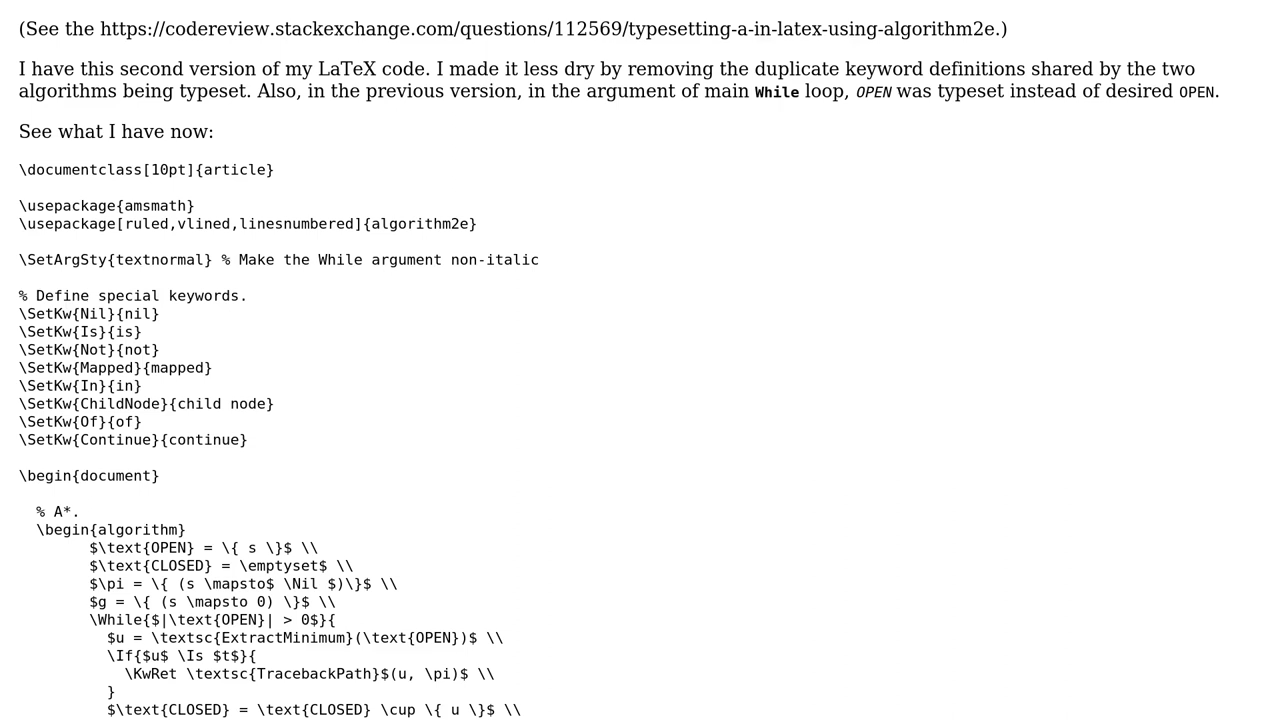 (See the https://codereview.stackexchange.com/questions/112569/typesetting-a-in-latex-using-algorithm2e.)
I have this second version of my LaTeX code. I made it less dry by removing the duplicate keyword definitions shared by the two
algorithms being typeset. Also, in the previous version, in the argument of main While loop, OPEN was typeset instead of desired OPEN.
See what I have now:
\documentclass[10pt]{article}
\usepackage{amsmath}
\usepackage[ruled,vlined,linesnumbered]{algorithm2e}
\SetArgSty{textnormal} % Make the While argument non-italic
% Define special keywords.
\SetKw{Nil}{nil}
\SetKw{Is}{is}
\SetKw{Not}{not}
\SetKw{Mapped}{mapped}
\SetKw{In}{in}
\SetKw{ChildNode}{child node}
\SetKw{Of}{of}
\SetKw{Continue}{continue}
\begin{document}
  % A*.
  \begin{algorithm}
        $\text{OPEN} = \{ s \}$ \\
        $\text{CLOSED} = \emptyset$ \\
        $\pi = \{ (s \mapsto$ \Nil $)\}$ \\
        $g = \{ (s \mapsto 0) \}$ \\
        \While{$|\text{OPEN}| > 0$}{
          $u = \textsc{ExtractMinimum}(\text{OPEN})$ \\
          \If{$u$ \Is $t$}{
            \KwRet \textsc{TracebackPath}$(u, \pi)$ \\
          }
          $\text{CLOSED} = \text{CLOSED} \cup \{ u \}$ \\